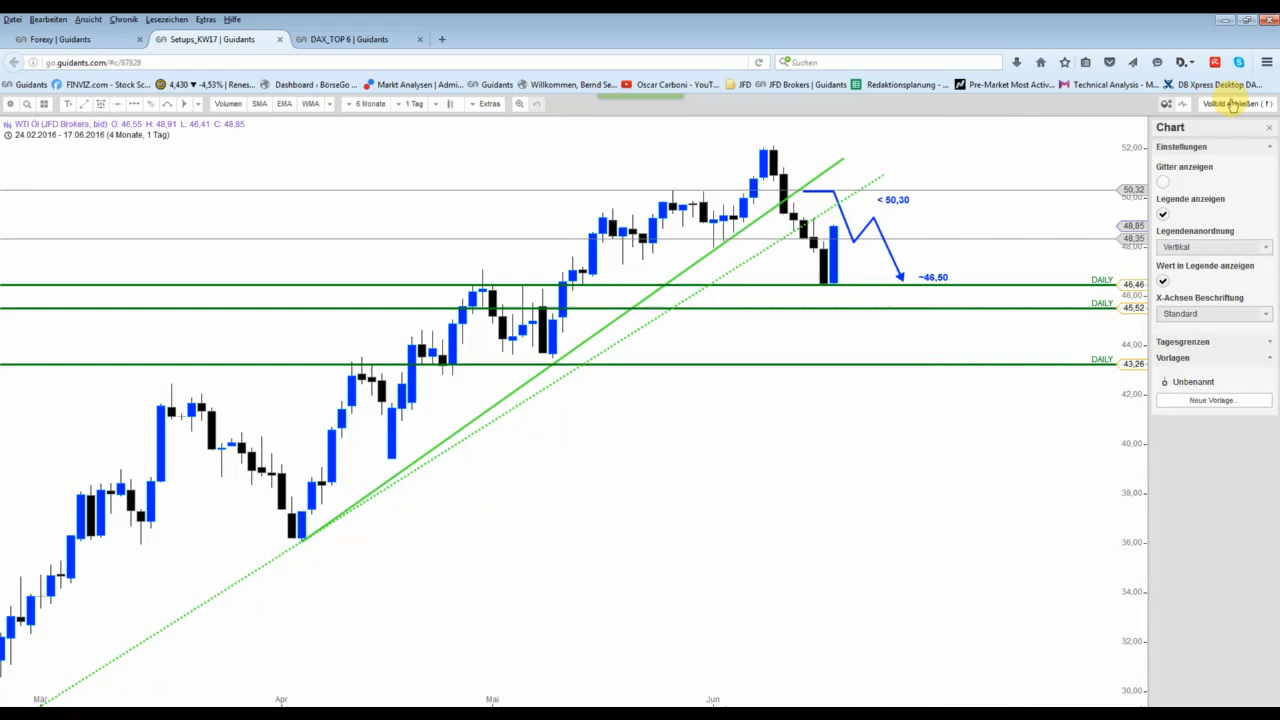 Datei Bearbeiten Ansicht Chronik Lesezeichen Extras Hilfe
Forexy | Guidants × Setups_KW17 | Guidants × DAX_TOP 6 | Guidants × +
go.guidants.com/#c/87828 Suchen
Guidants FINVIZ.com - Stock Sc... 4,430 ▾ -4,53% | Renes... Dashboard ‹ BörseGo ... Markt Analysen | Admi... Guidants Willkommen, Bernd Se... Oscar Carboni - YouT... JFD JFD Brokers | Guidants Redaktionsplanung - ... Pre-Market Most Activ... Technical Analysis - M... DB Xpress Desktop DA...
Volumen SMA EMA WMA 6 Monate 1 Tag Extras ( f )
WTI Öl (JFD Brokers, bid) O: 46,55 H: 48,91 L: 46,41 C: 48,85
24.02.2016 - 17.06.2016 (4 Monate, 1 Tag)
Chart
Einstellungen
Gitter anzeigen
Legende anzeigen
Legendenanordnung
Vertikal
Wert in Legende anzeigen
X-Achsen Beschriftung
Standard
Tagesgrenzen
Vorlagen
Unbenannt
Neue Vorlage...
< 50,30
~46,50
DAILY
DAILY
DAILY
52,00
50,32
50,00
48,85
48,35
48,00
46,46
46,00
45,52
44,00
43,26
42,00
40,00
38,00
36,00
34,00
32,00
30,00
Mär Apr Mai Jun